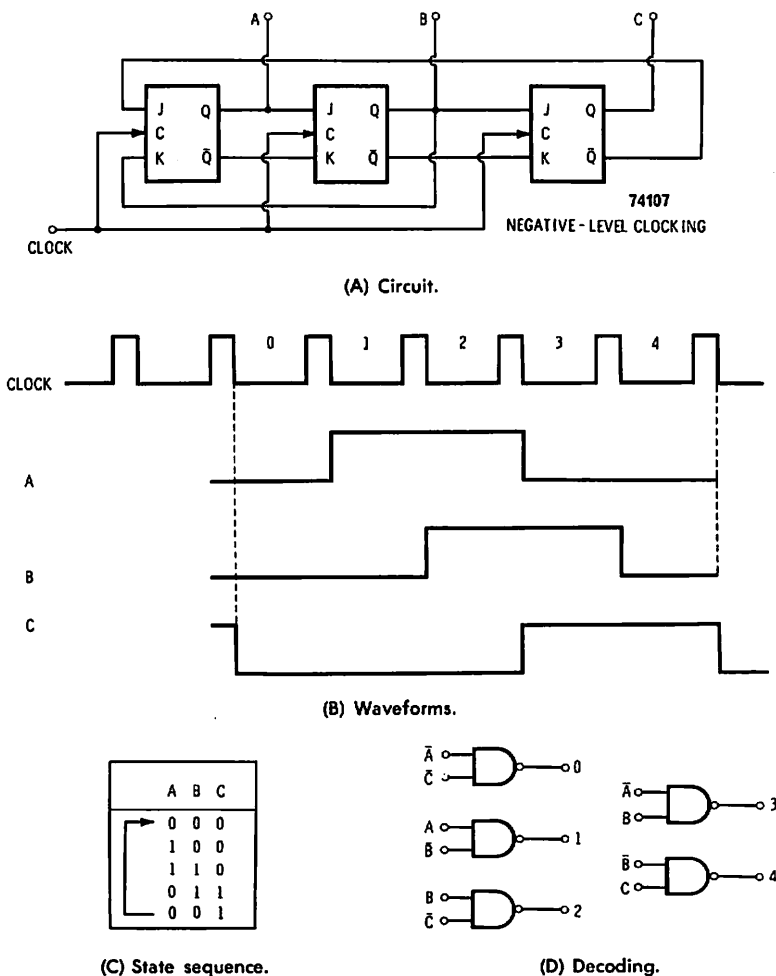 A B C
J Q J Q J Q
C C C
K Q̄ K Q̄ K Q̄
74107
NEGATIVE-LEVEL CLOCKING
CLOCK
(A) Circuit.
0 1 2 3 4
CLOCK
A
B
C
(B) Waveforms.
A B C
0 0 0
1 0 0
1 1 0
0 1 1
0 0 1
(C) State sequence.
Ā
C̄
0
A
B̄
1
B
C̄
2
Ā
B
3
B̄
C
4
(D) Decoding.